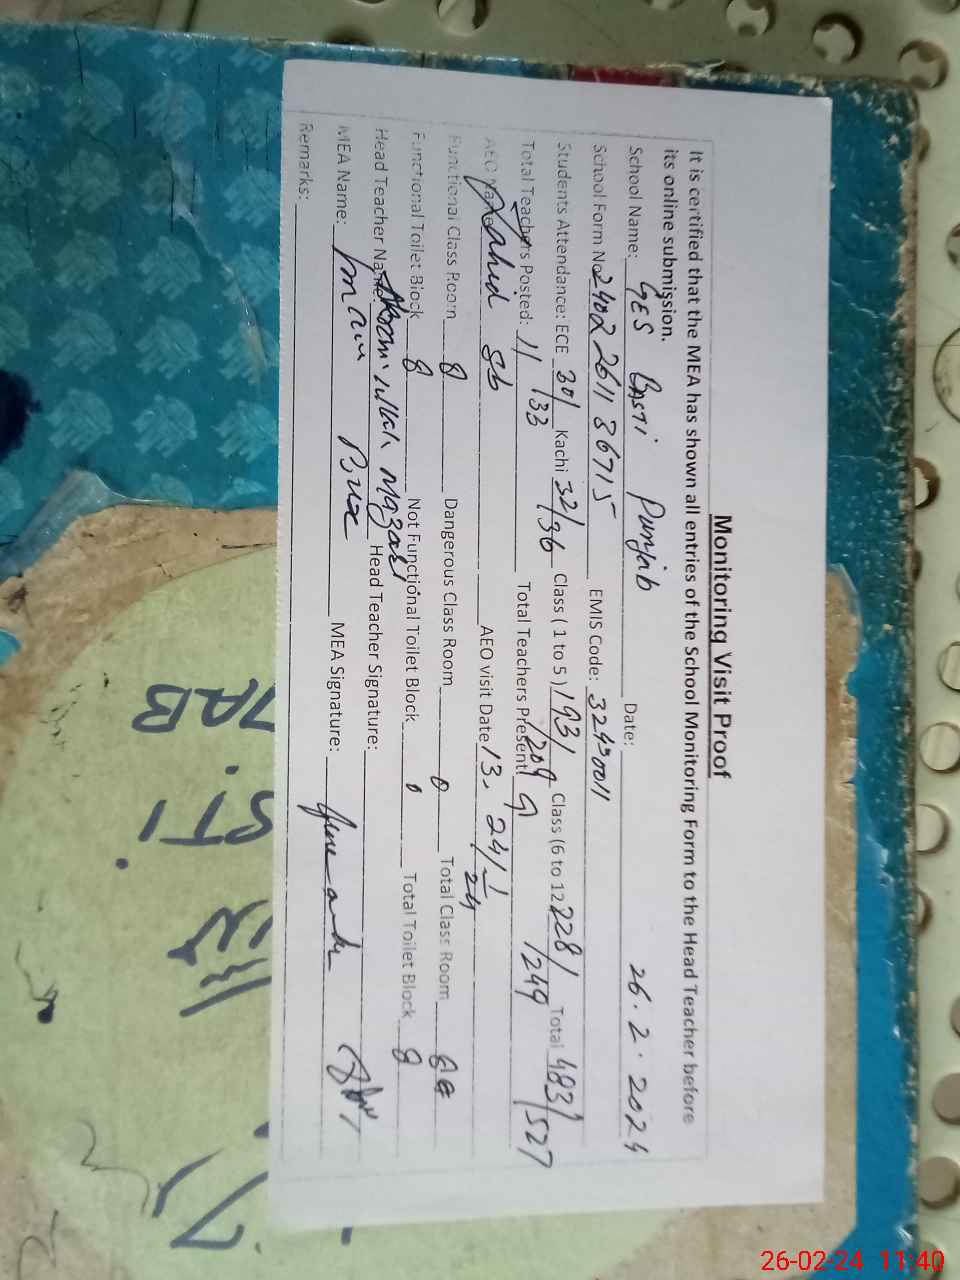 Monitoring Visit Proof
It is certified that the MEA has shown all entries of the School Monitoring Form to the Head Teacher before
its online submission.
School Name: GES Basti Punjab Date: 26.2.2024
School Form No 2402 2611 36715 EMIS Code: 32490011
Students Attendance: ECE 30/33 Kachi 32/36 Class ( 1 to 5 ) 193/209 Class (6 to 12 228/249 Total 483/527
Total Teachers Posted: 11 Total Teachers Present: 9
AEO Name Zahid Sb AEO visit Date 13, 24/1/24
Functional Class Room 8 Dangerous Class Room 0 Total Class Room 8
Functional Toilet Block 8 Not Functional Toilet Block 0 Total Toilet Block 8
Head Teacher Name: Mazari Head Teacher Signature:
MEA Name: Imam Bux MEA Signature:
Remarks:
26-02-24 11:40